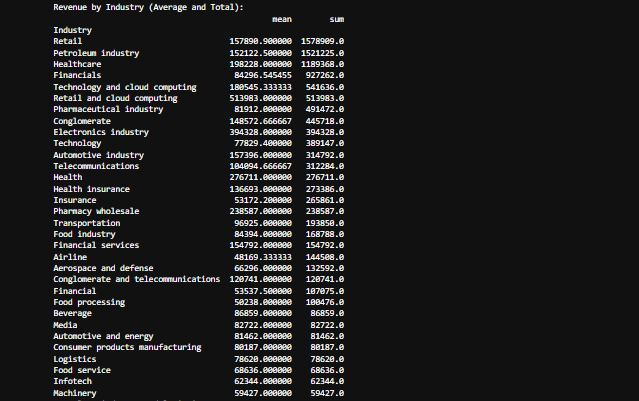 Revenue by Industry (Average and Total):
mean sum
Industry
Retail 157890.900000 1578909.0
Petroleum industry 152122.500000 1521225.0
Healthcare 198228.000000 1189368.0
Financials 84296.545455 927262.0
Technology and cloud computing 180545.333333 541636.0
Retail and cloud computing 513983.000000 513983.0
Pharmaceutical industry 81912.000000 491472.0
Conglomerate 148572.666667 445718.0
Electronics industry 394328.000000 394328.0
Technology 77829.400000 389147.0
Automotive industry 157396.000000 314792.0
Telecommunications 104094.666667 312284.0
Health 276711.000000 276711.0
Health insurance 136693.000000 273386.0
Insurance 53172.200000 265861.0
Pharmacy wholesale 238587.000000 238587.0
Transportation 96925.000000 193850.0
Food industry 84394.000000 168788.0
Financial services 154792.000000 154792.0
Airline 48169.333333 144508.0
Aerospace and defense 66296.000000 132592.0
Conglomerate and telecommunications 120741.000000 120741.0
Financial 53537.500000 107075.0
Food processing 50238.000000 100476.0
Beverage 86859.000000 86859.0
Media 82722.000000 82722.0
Automotive and energy 81462.000000 81462.0
Consumer products manufacturing 80187.000000 80187.0
Logistics 78620.000000 78620.0
Food service 68636.000000 68636.0
Infotech 62344.000000 62344.0
Machinery 59427.000000 59427.0